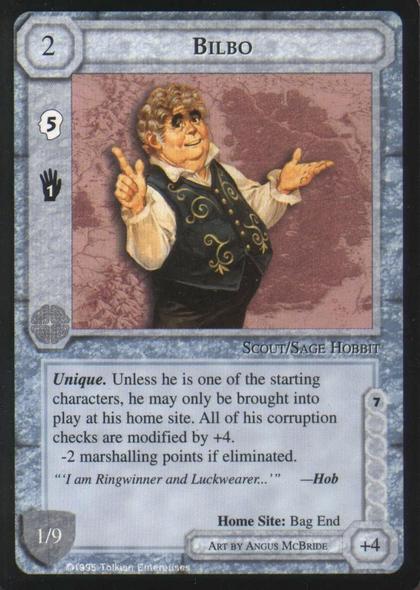 2
BILBO
5
1
SCOUT/SAGE HOBBIT
Unique. Unless he is one of the starting
characters, he may only be brought into
play at his home site. All of his corruption
checks are modified by +4.
-2 marshalling points if eliminated.
"'I am Ringwinner and Luckwearer...'" —Hob
7
Home Site: Bag End
1/9
ART BY ANGUS MCBRIDE
+4
©1995 Tolkien Enterprises